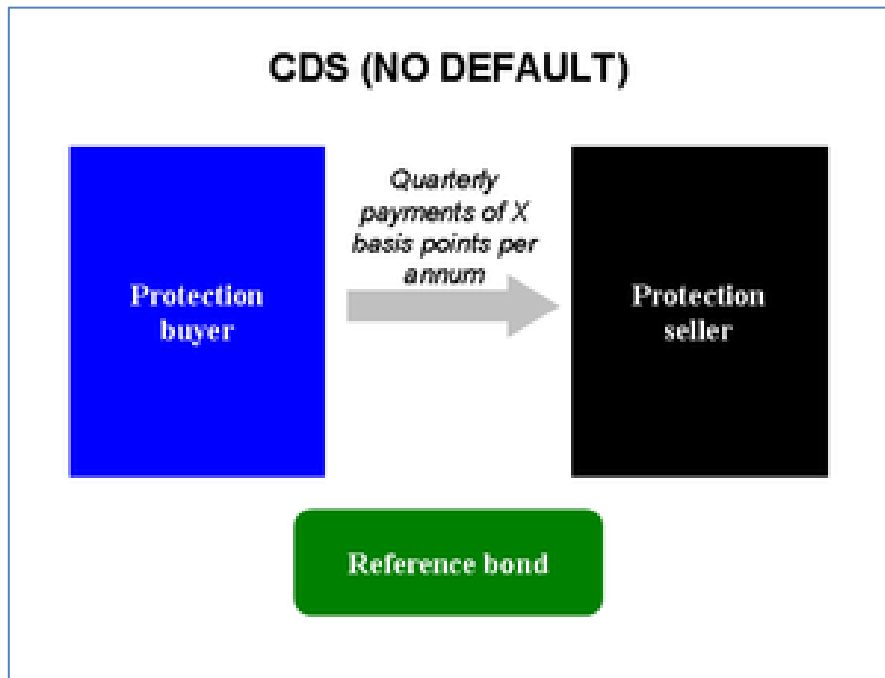 CDS (NO DEFAULT)
Quarterly
payments of X
basis points per
annum
Protection
buyer
Protection
seller
Reference bond